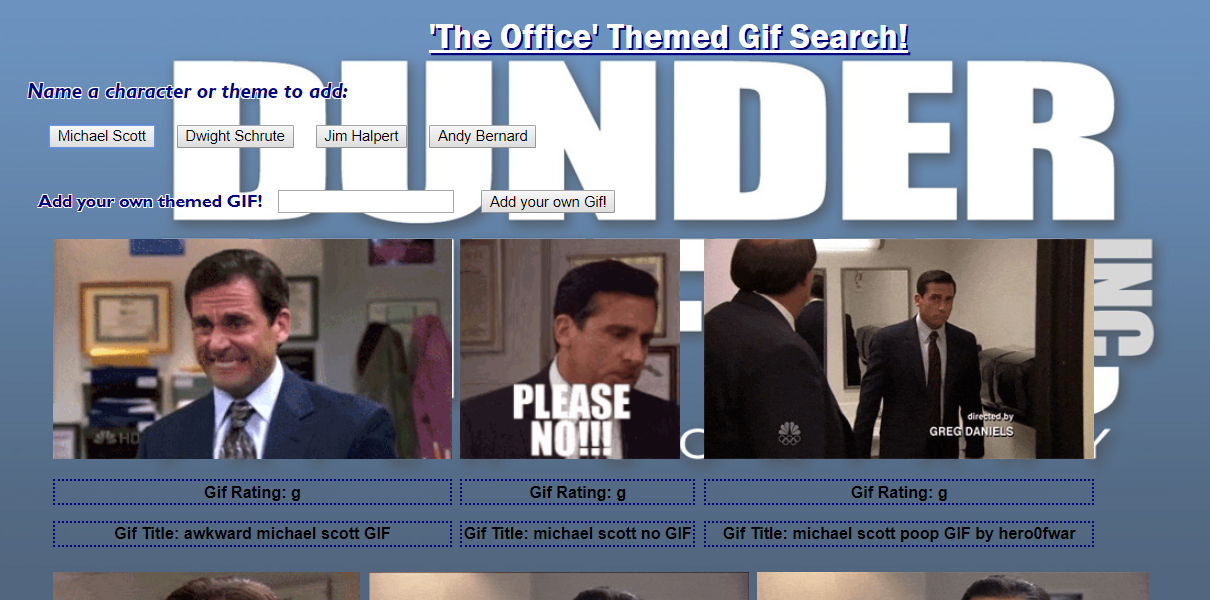 'The Office' Themed Gif Search!
DUNDER
Name a character or theme to add:
Michael Scott Dwight Schrute Jim Halpert Andy Bernard
Add your own themed GIF! Add your own Gif!
ING
HD
PLEASE
NO!!!
directed by
GREG DANIELS
Gif Rating: g Gif Rating: g Gif Rating: g
Gif Title: awkward michael scott GIF Gif Title: michael scott no GIF Gif Title: michael scott poop GIF by hero0fwar